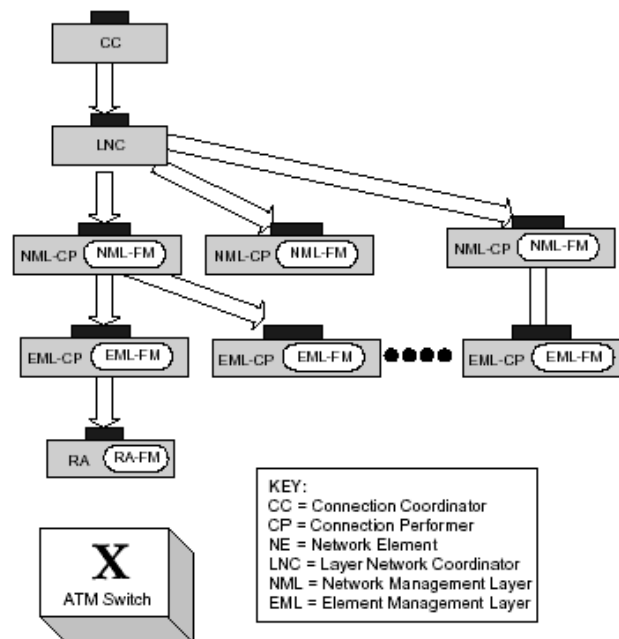 CC
LNC
NML-CP NML-FM
NML-CP NML-FM
NML-CP NML-FM
EML-CP EML-FM
EML-CP EML-FM
EML-CP EML-FM
RA RA-FM
X
ATM Switch
KEY:
CC = Connection Coordinator
CP = Connection Performer
NE = Network Element
LNC = Layer Network Coordinator
NML = Network Management Layer
EML = Element Management Layer